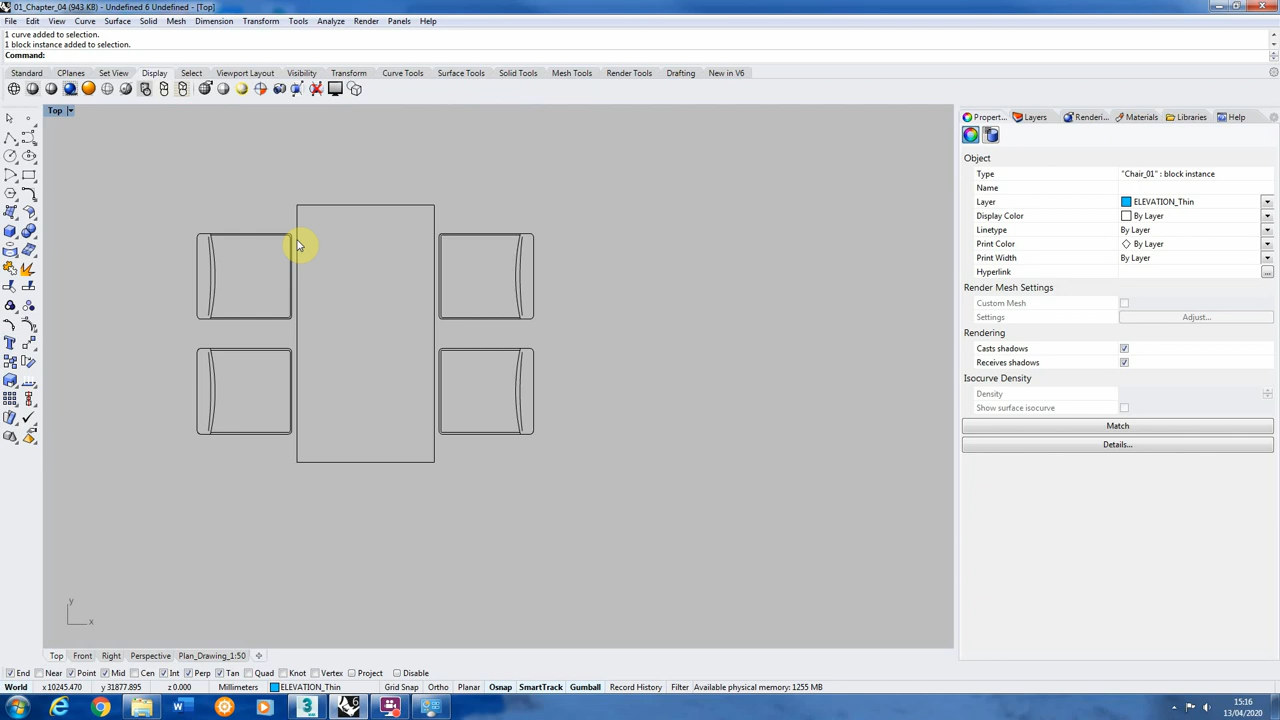 01_Chapter_04 (943 KB) - Undefined 6 Undefined - [Top]
File Edit View Curve Surface Solid Mesh Dimension Transform Tools Analyze Render Panels Help
1 curve added to selection.
1 block instance added to selection.
Command:
Standard CPlanes Set View Display Select Viewport Layout Visibility Transform Curve Tools Surface Tools Solid Tools Mesh Tools Render Tools Drafting New in V6
Top
Propert... Layers Renderi... Materials Libraries Help
Object
Type "Chair_01" : block instance
Name
Layer ELEVATION_Thin
Display Color By Layer
Linetype By Layer
Print Color By Layer
Print Width By Layer
Hyperlink ...
Render Mesh Settings
Custom Mesh
Settings Adjust...
Rendering
Casts shadows
Receives shadows
Isocurve Density
Density
Show surface isocurve
Match
Details...
y
x
Top Front Right Perspective Plan_Drawing_1:50
End Near Point Mid Cen Int Perp Tan Quad Knot Vertex Project Disable
World x10245.470 y 31877.895 z 0.000 Millimeters ELEVATION_Thin Grid Snap Ortho Planar Osnap SmartTrack Gumball Record History Filter Available physical memory: 1255 MB
15:16
13/04/2020